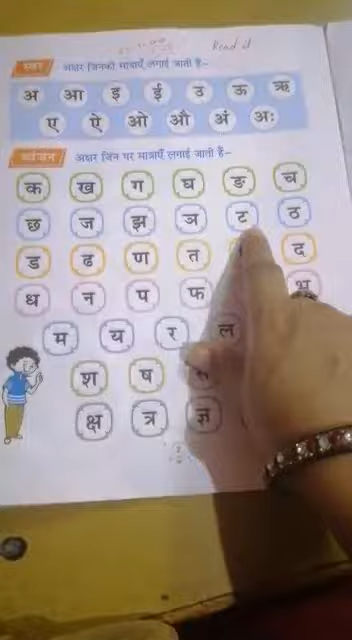 Read it
स्वर अक्षर जिनकी मात्राएँ लगाई जाती हैं–
अ आ इ ई उ ऊ ऋ
ए ऐ ओ औ अं अः
व्यंजन अक्षर जिन पर मात्राएँ लगाई जाती हैं–
क ख ग घ ङ च
छ ज झ ञ ट ठ
ड ढ ण त द
ध न प फ भ
म य र ल
श ष स
क्ष त्र ज्ञ